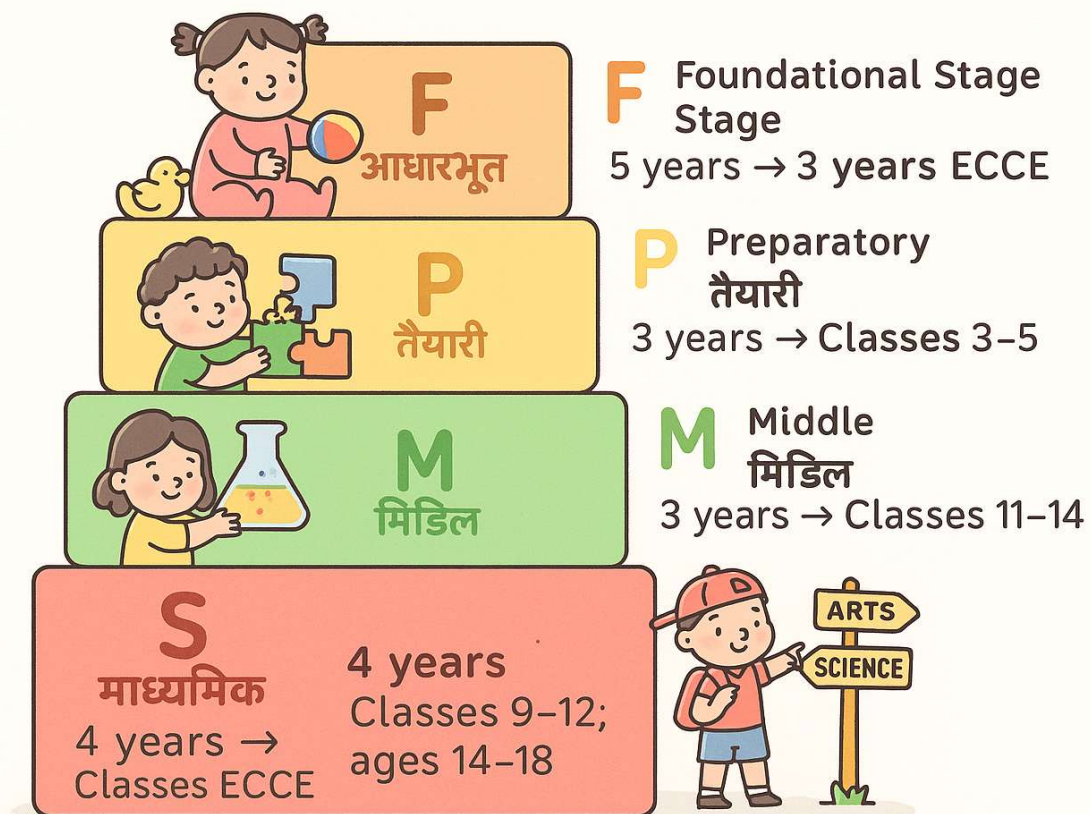 F
आधारभूत
F Foundational Stage
Stage
5 years → 3 years ECCE
P
तैयारी
P Preparatory
तैयारी
3 years → Classes 3–5
M
मिडिल
M Middle
मिडिल
3 years → Classes 11–14
S
माध्यमिक
4 years →
Classes ECCE
4 years
Classes 9–12;
ages 14–18
ARTS
SCIENCE